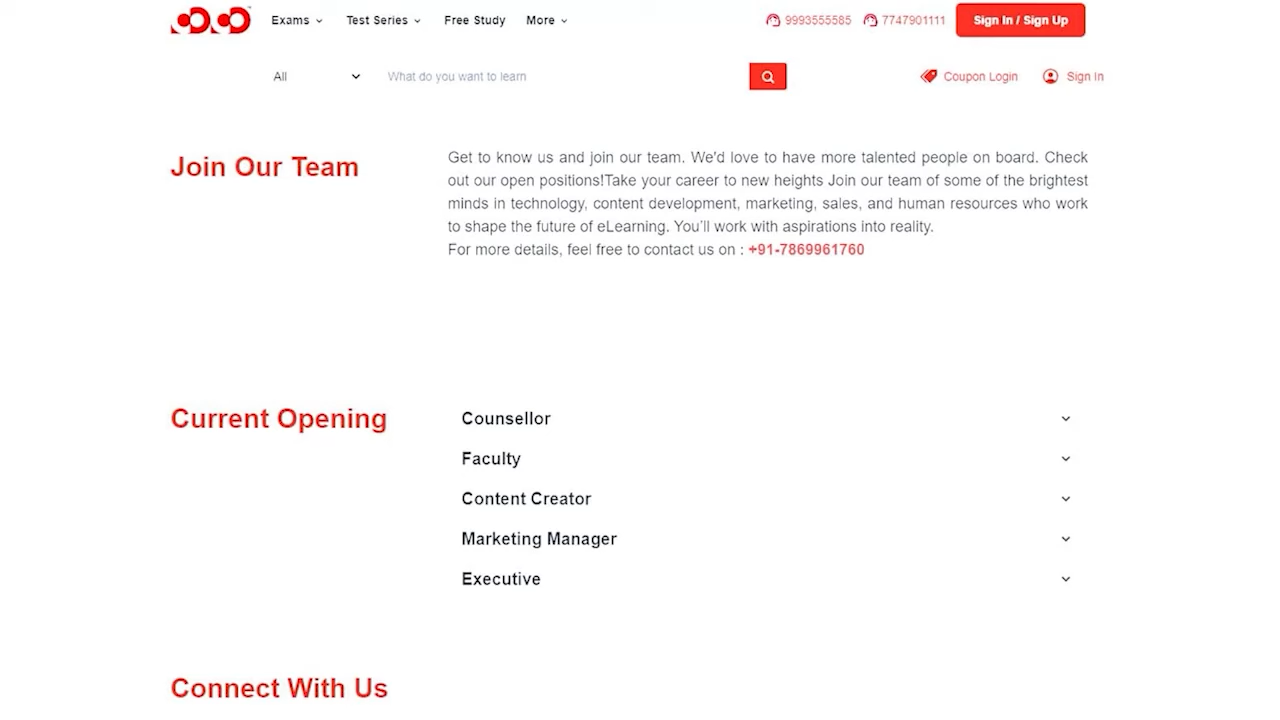 Exams Test Series Free Study More 9993555585 7747901111 Sign In / Sign Up
All What do you want to learn Coupon Login Sign In
Join Our Team
Get to know us and join our team. We'd love to have more talented people on board. Check
out our open positions!Take your career to new heights Join our team of some of the brightest
minds in technology, content development, marketing, sales, and human resources who work
to shape the future of eLearning. You'll work with aspirations into reality.
For more details, feel free to contact us on : +91-7869961760
Current Opening
Counsellor
Faculty
Content Creator
Marketing Manager
Executive
Connect With Us